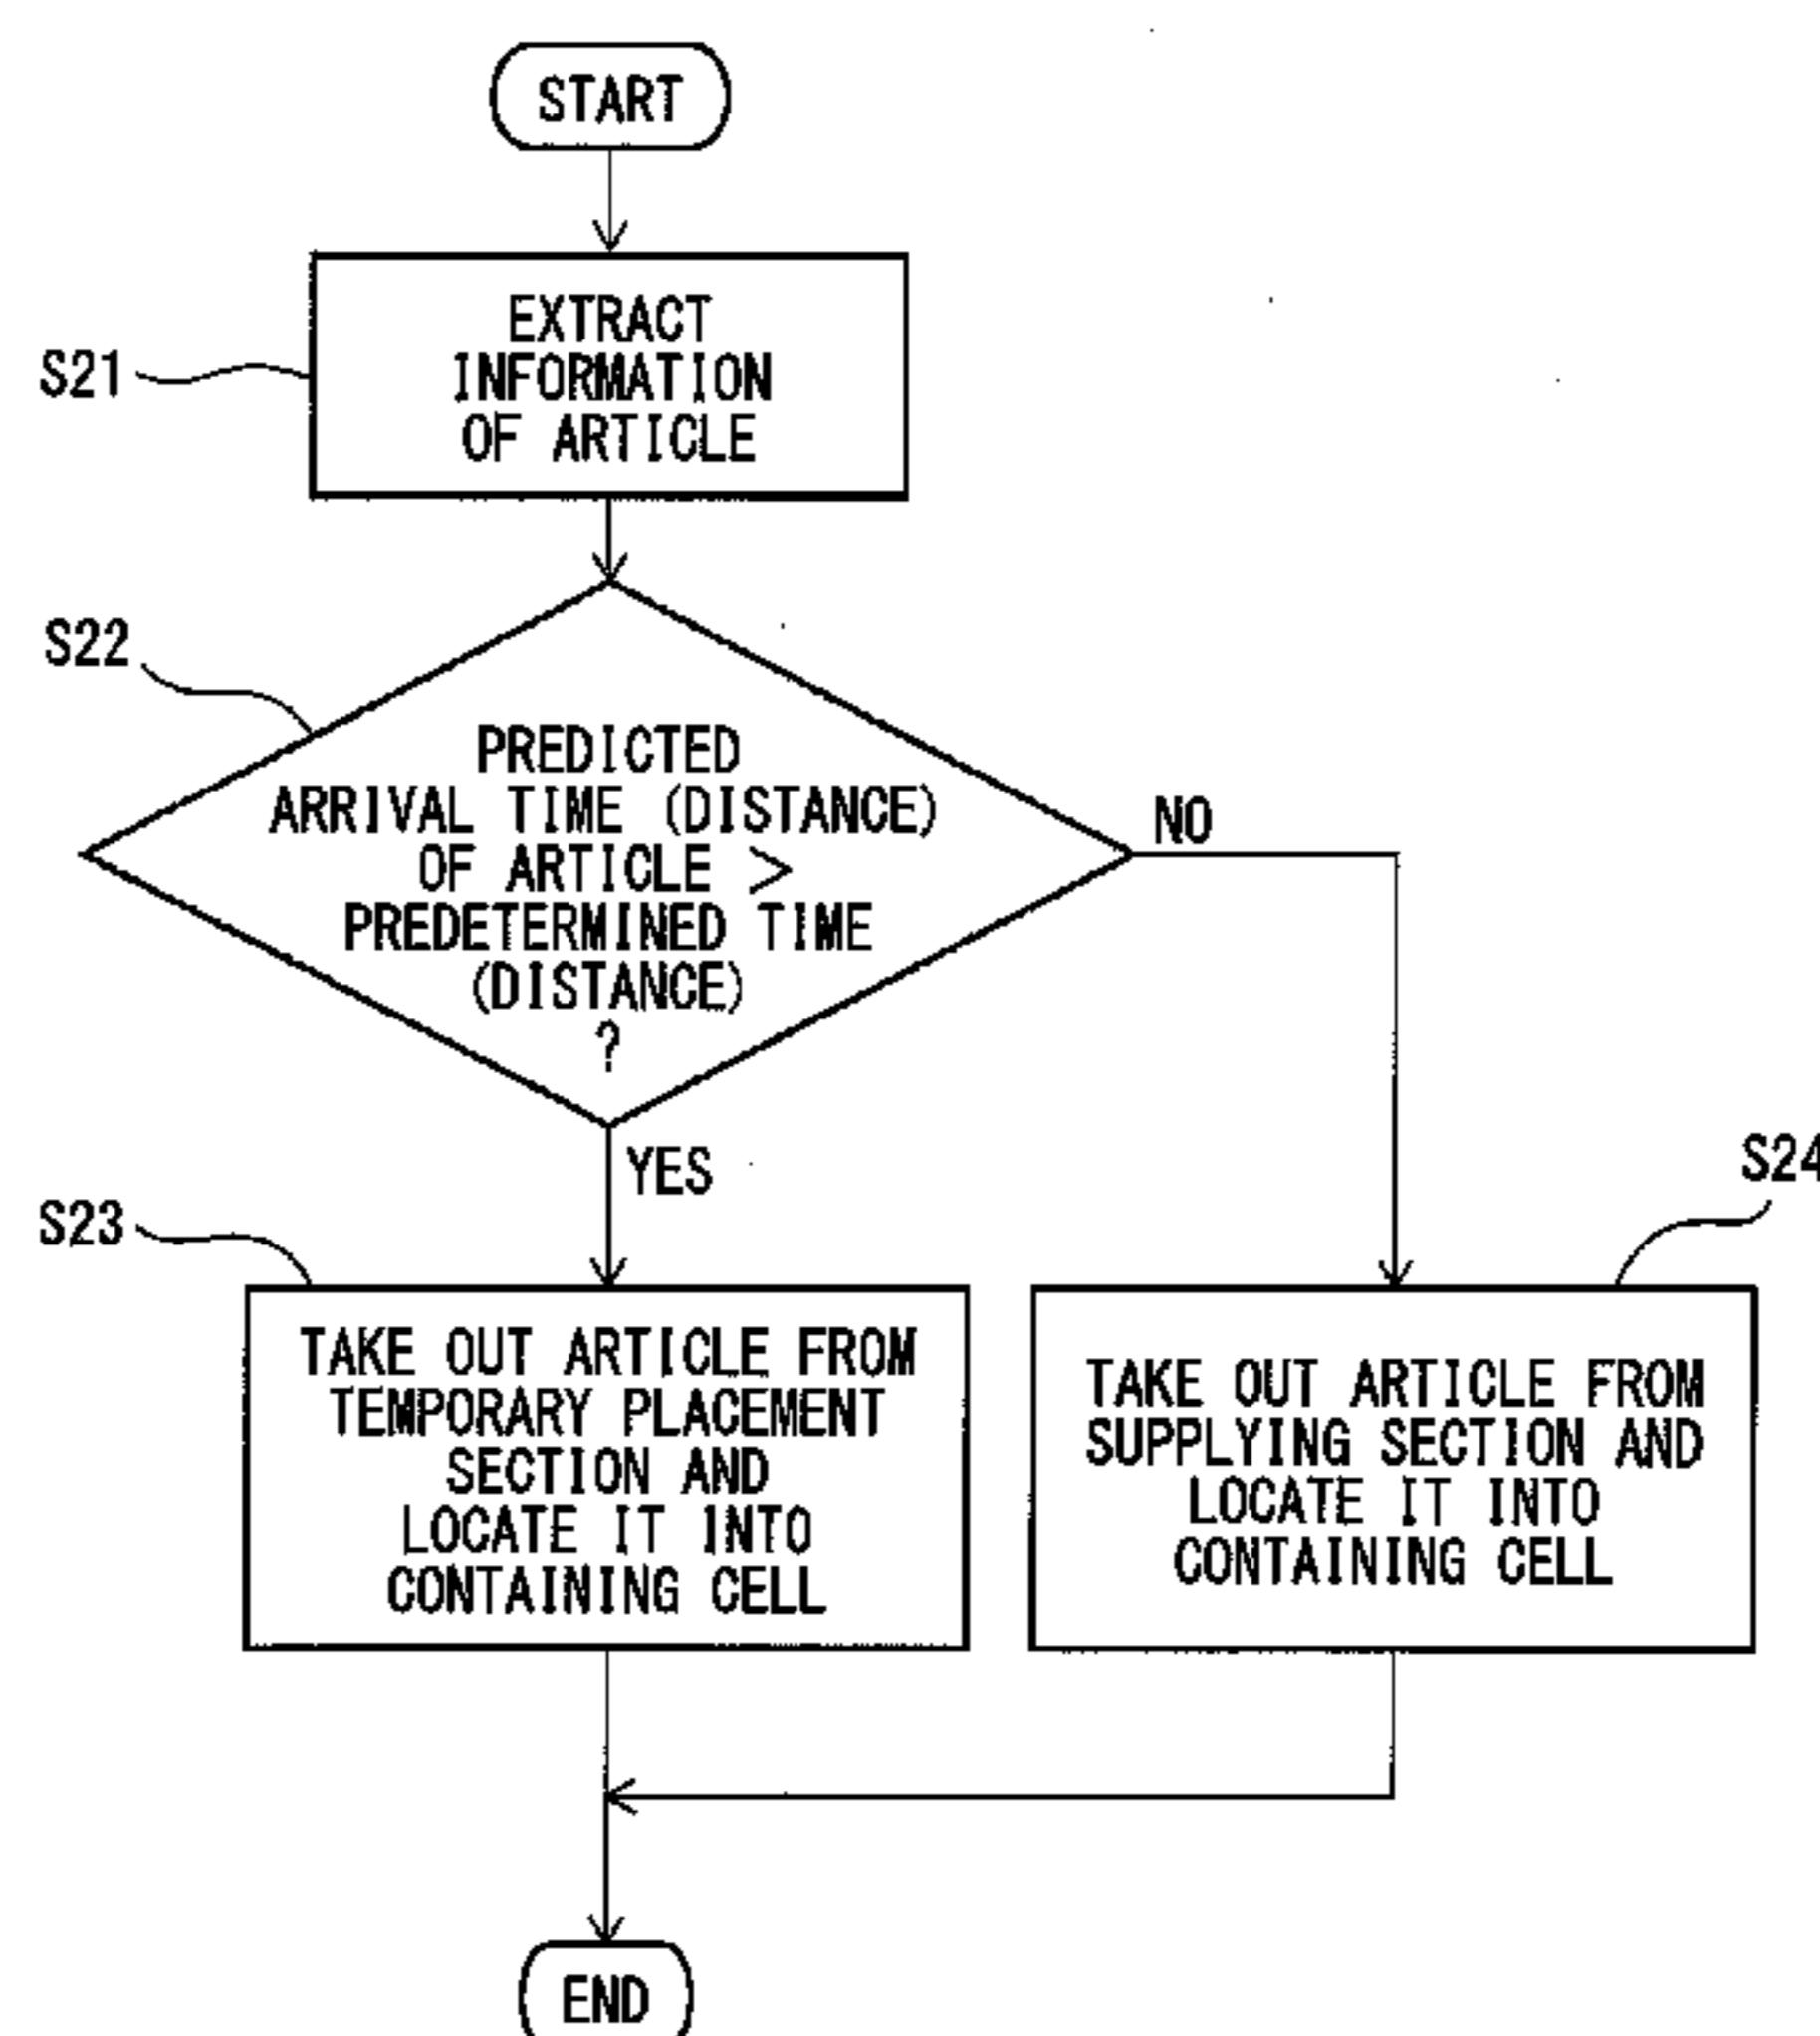 START
S21
EXTRACT
INFORMATION
OF ARTICLE
S22
PREDICTED
ARRIVAL TIME (DISTANCE)
OF ARTICLE >
PREDETERMINED TIME
(DISTANCE)
?
NO
YES
S23
TAKE OUT ARTICLE FROM
TEMPORARY PLACEMENT
SECTION AND
LOCATE IT INTO
CONTAINING CELL
S24
TAKE OUT ARTICLE FROM
SUPPLYING SECTION AND
LOCATE IT INTO
CONTAINING CELL
END